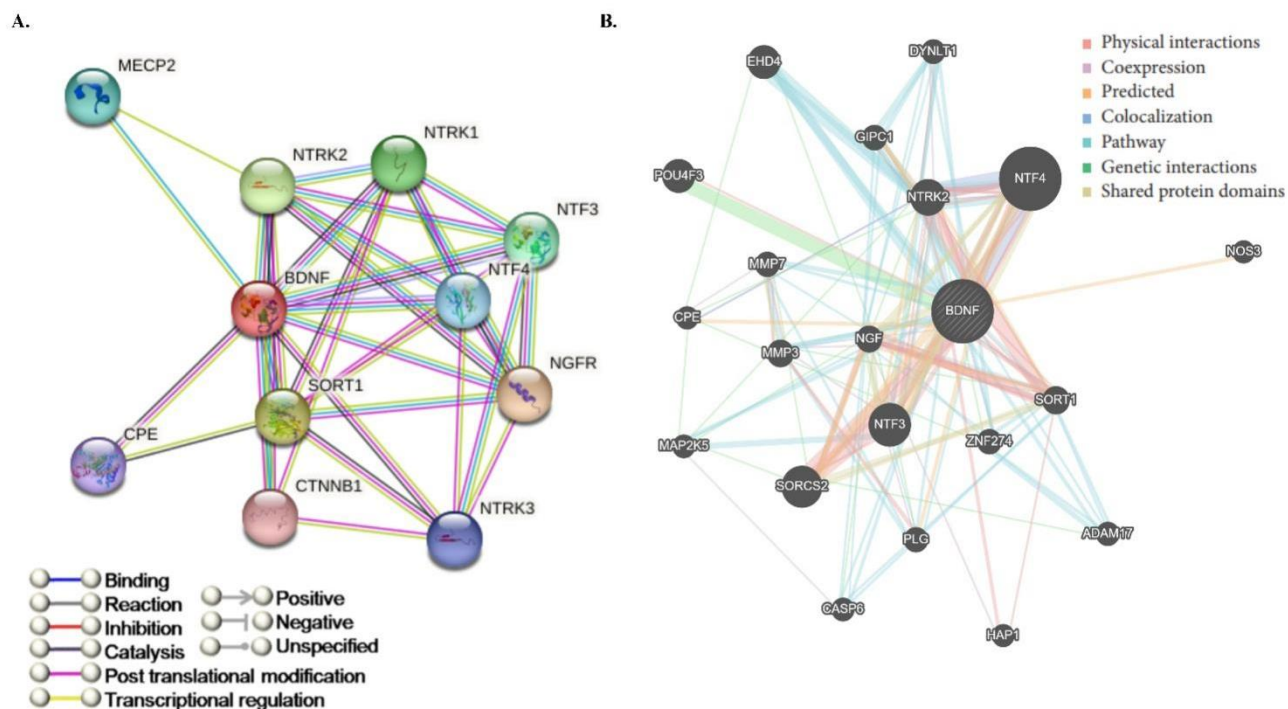 A.
MECP2
NTRK1
NTRK2
NTF3
BDNF
NTF4
SORT1
NGFR
CPE
CTNNB1
NTRK3
Binding
Reaction
Inhibition
Catalysis
Post translational modification
Transcriptional regulation
Positive
Negative
Unspecified
B.
EHD4
DYNLT1
GIPC1
POU4F3
NTRK2
NTF4
NOS3
MMP7
BDNF
CPE
NGF
MMP3
SORT1
NTF3
ZNF274
MAP2K5
SORCS2
PLG
ADAM17
CASP6
HAP1
Physical interactions
Coexpression
Predicted
Colocalization
Pathway
Genetic interactions
Shared protein domains